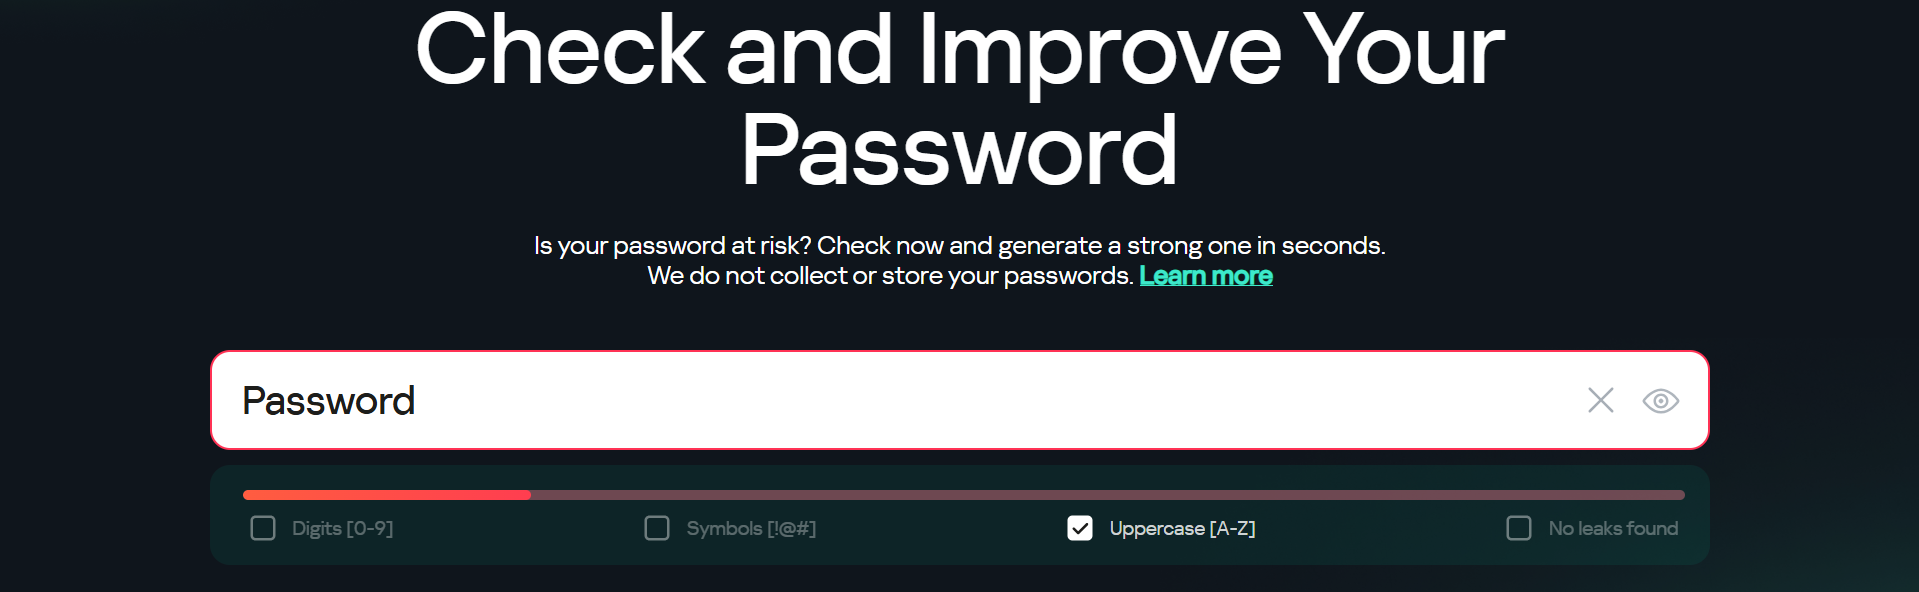 Check and Improve Your
Password
Is your password at risk? Check now and generate a strong one in seconds.
We do not collect or store your passwords. Learn more
Password
Digits [0-9]
Symbols [!@#]
Uppercase [A-Z]
No leaks found